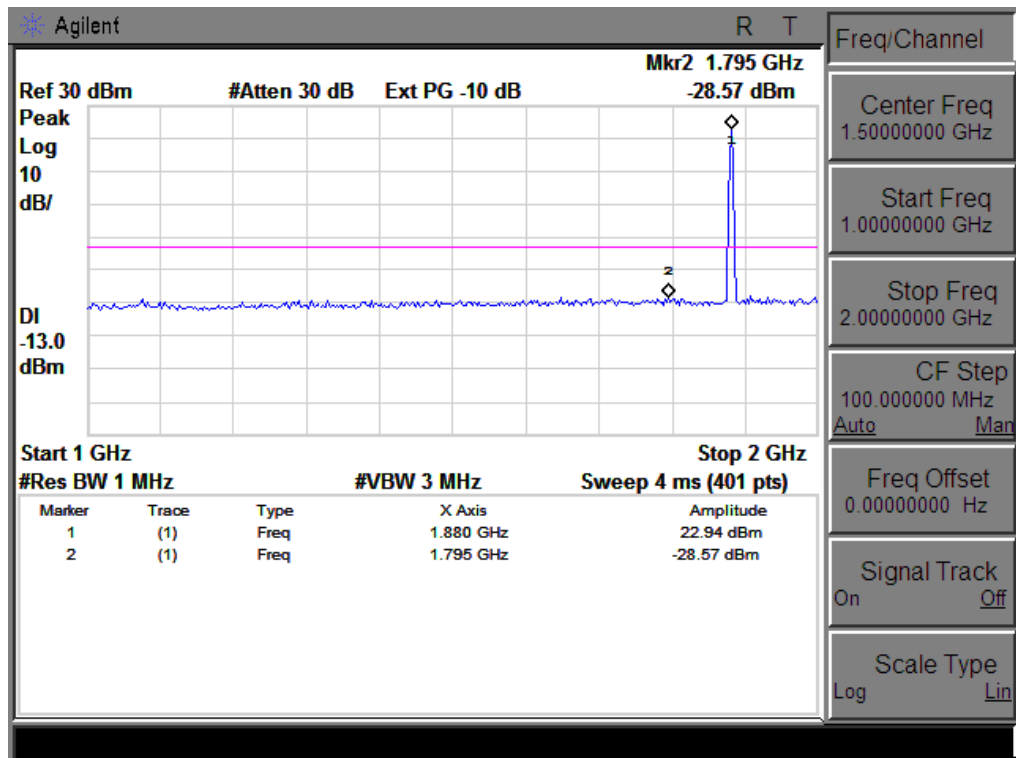 Agilent R T
Mkr2 1.795 GHz
Ref 30 dBm #Atten 30 dB Ext PG -10 dB -28.57 dBm
Peak
Log
10
dB/
1
2
DI
-13.0
dBm
Start 1 GHz Stop 2 GHz
#Res BW 1 MHz #VBW 3 MHz Sweep 4 ms (401 pts)
Marker Trace Type X Axis Amplitude
1 (1) Freq 1.880 GHz 22.94 dBm
2 (1) Freq 1.795 GHz -28.57 dBm
Freq/Channel
Center Freq
1.50000000 GHz
Start Freq
1.00000000 GHz
Stop Freq
2.00000000 GHz
CF Step
100.000000 MHz
Auto Man
Freq Offset
0.00000000 Hz
Signal Track
On Off
Scale Type
Log Lin